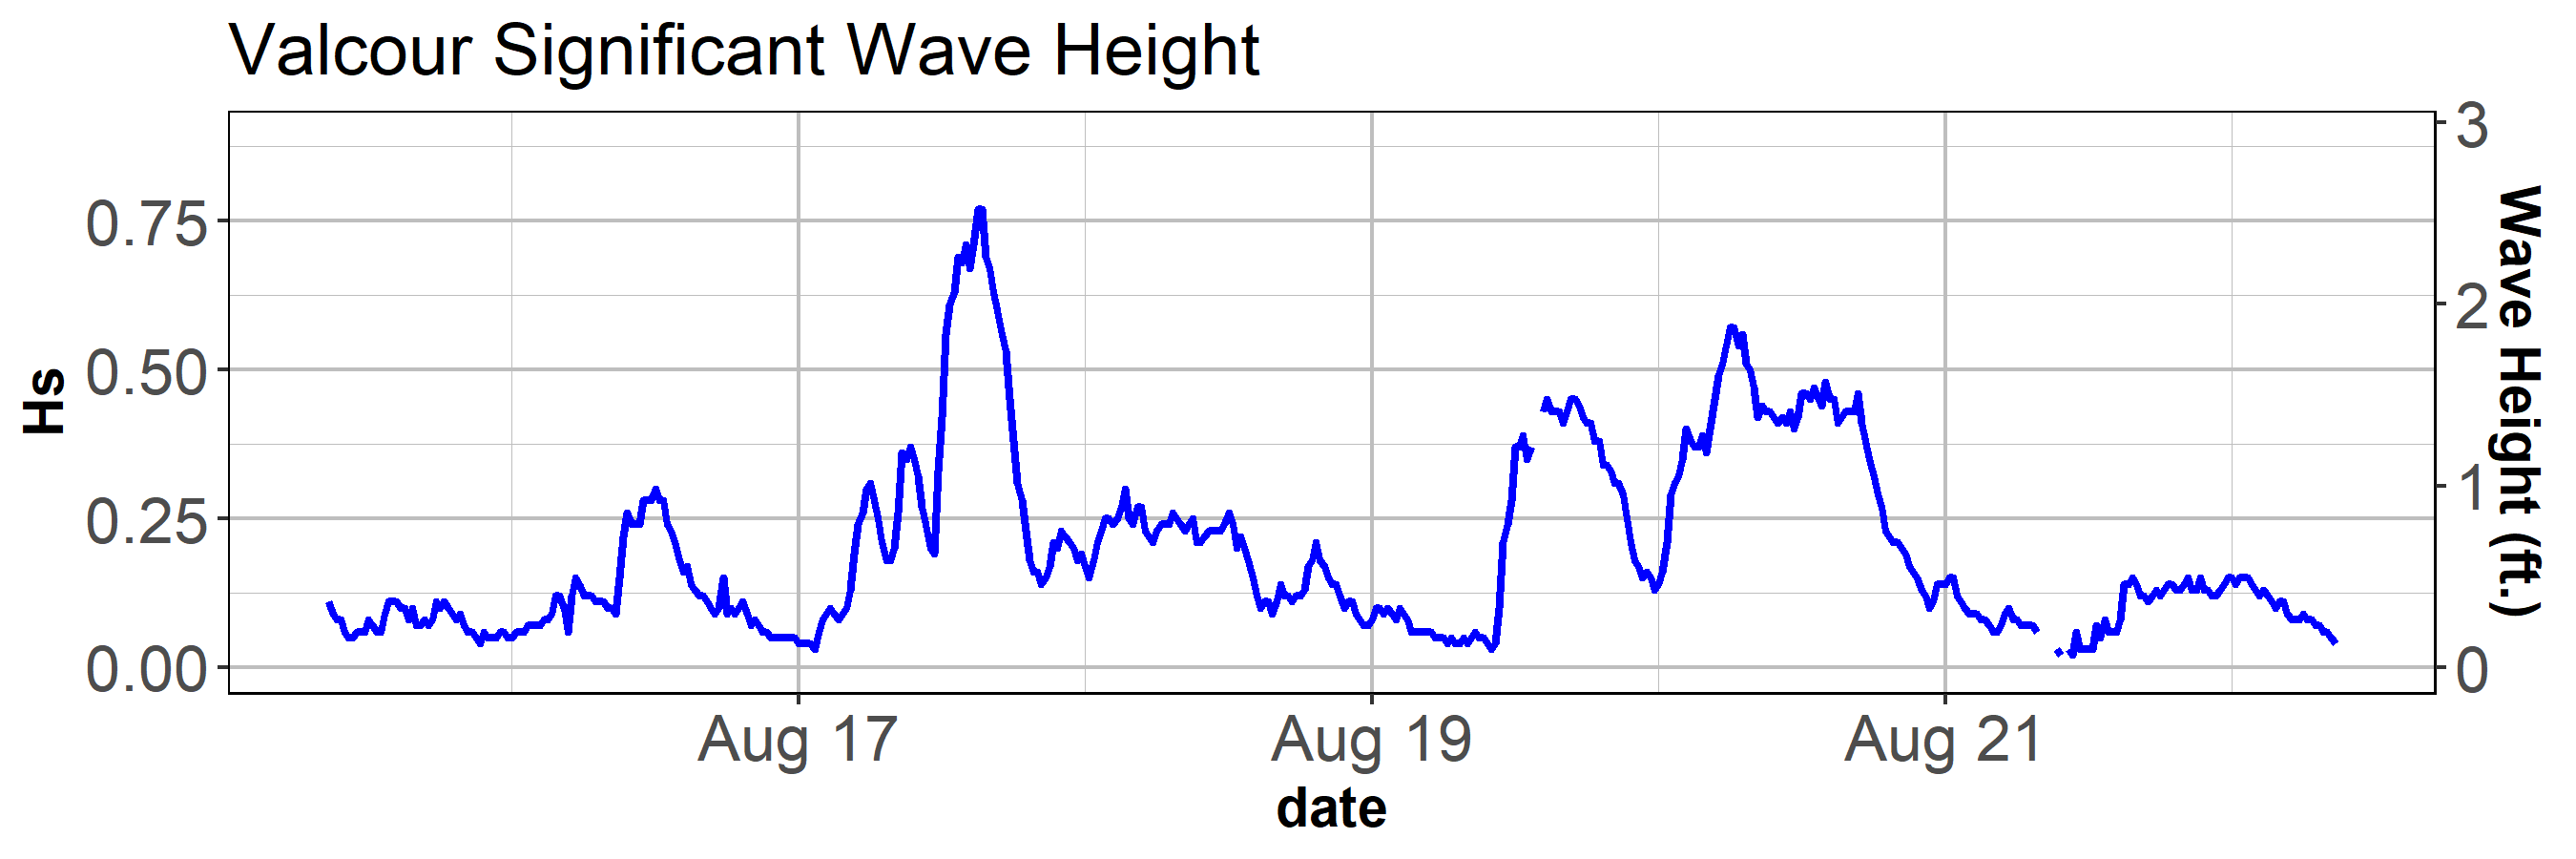 Valcour Significant Wave Height
Hs
0.75
0.50
0.25
0.00
3
2
1
0
Wave Height (ft.)
Aug 17 Aug 19 Aug 21
date